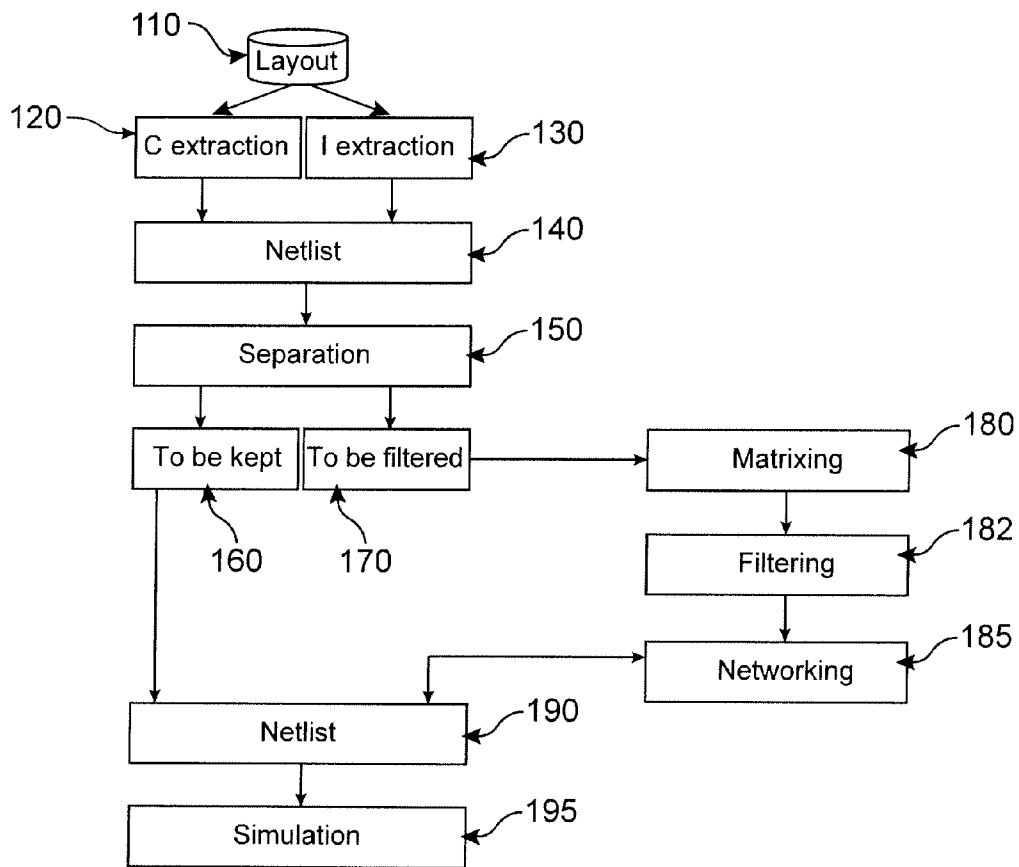 110
Layout
120
C extraction
I extraction
130
Netlist
140
Separation
150
To be kept
To be filtered
Matrixing
180
160
170
Filtering
182
Networking
185
Netlist
190
Simulation
195